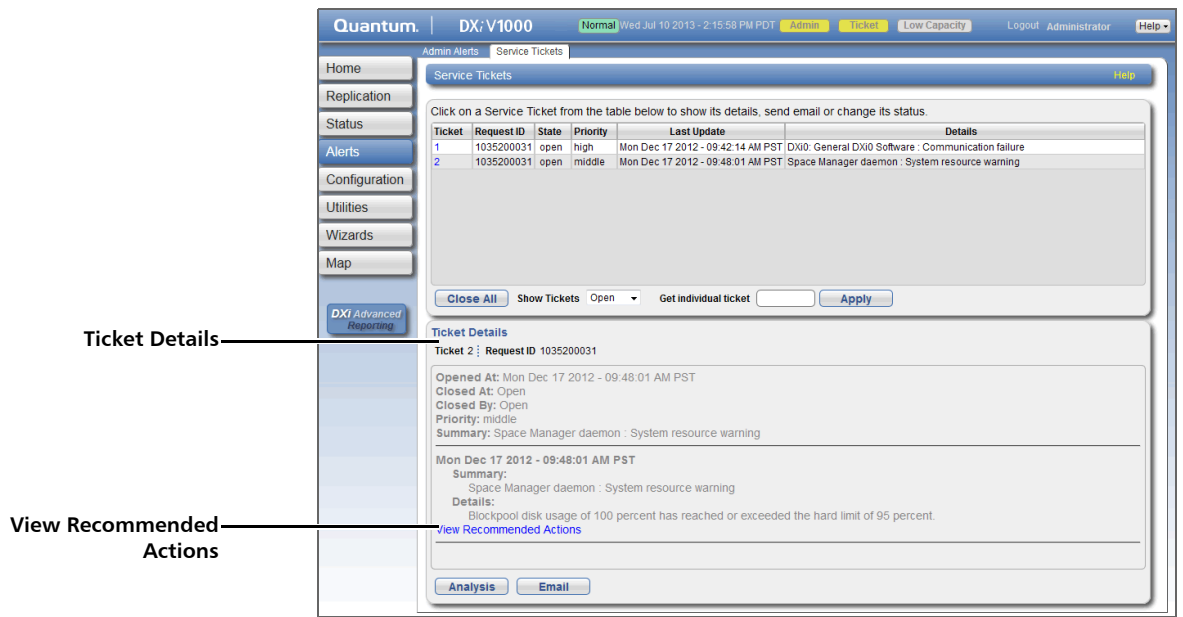 Quantum. DXi V1000 Normal Wed Jul 10 2013 - 2:15:58 PM PDT Admin Ticket Low Capacity Logout Administrator Help
Admin Alerts Service Tickets
Home
Replication
Status
Alerts
Configuration
Utilities
Wizards
Map
DXi Advanced
Reporting
Service Tickets Help
Click on a Service Ticket from the table below to show its details, send email or change its status.
Ticket Request ID State Priority Last Update Details
1 1035200031 open high Mon Dec 17 2012 - 09:42:14 AM PST DXi0: General DXi0 Software : Communication failure
2 1035200031 open middle Mon Dec 17 2012 - 09:48:01 AM PST Space Manager daemon : System resource warning
Close All Show Tickets Open Get individual ticket Apply
Ticket Details
Ticket Details
Ticket 2 Request ID 1035200031
Opened At: Mon Dec 17 2012 - 09:48:01 AM PST
Closed At: Open
Closed By: Open
Priority: middle
Summary: Space Manager daemon : System resource warning
Mon Dec 17 2012 - 09:48:01 AM PST
Summary:
Space Manager daemon : System resource warning
Details:
Blockpool disk usage of 100 percent has reached or exceeded the hard limit of 95 percent.
View Recommended Actions
View Recommended
Actions
Analysis Email